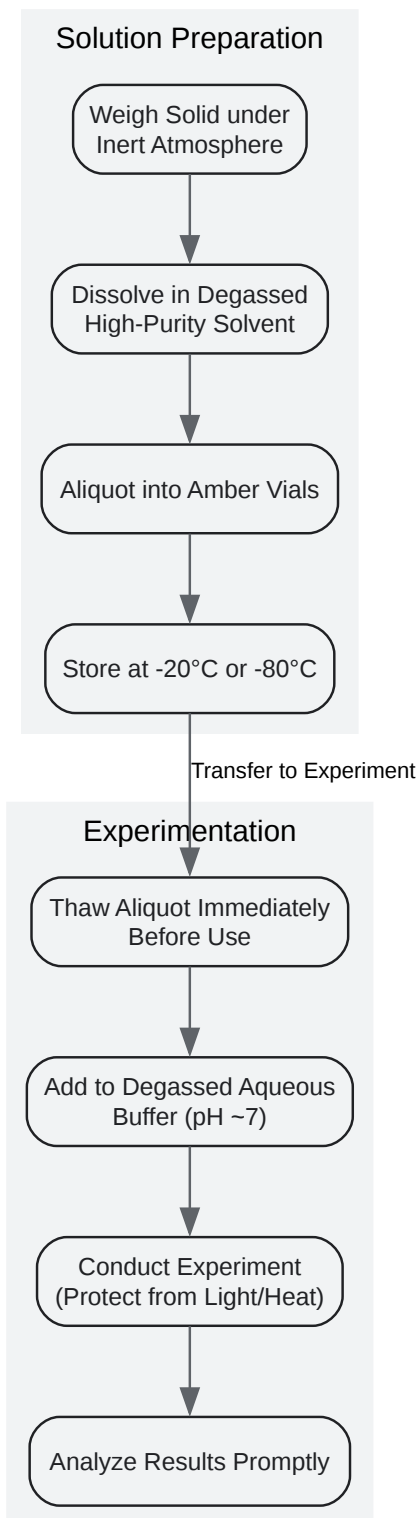 Solution Preparation
Weigh Solid under
Inert Atmosphere
Dissolve in Degassed
High-Purity Solvent
Aliquot into Amber Vials
Store at -20°C or -80°C
Transfer to Experiment
Experimentation
Thaw Aliquot Immediately
Before Use
Add to Degassed Aqueous
Buffer (pH ~7)
Conduct Experiment
(Protect from Light/Heat)
Analyze Results Promptly